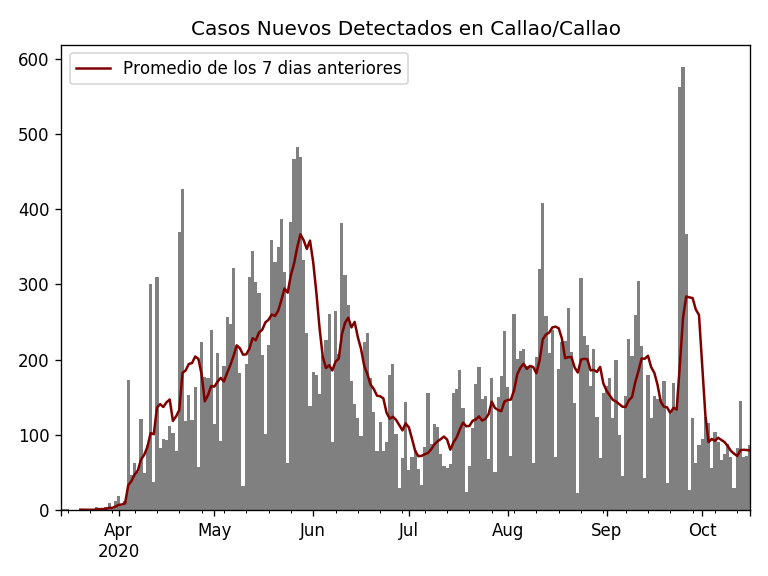 Casos Nuevos Detectados en Callao/Callao
Promedio de los 7 dias anteriores
600
500
400
300
200
100
0
Apr
2020
May
Jun
Jul
Aug
Sep
Oct